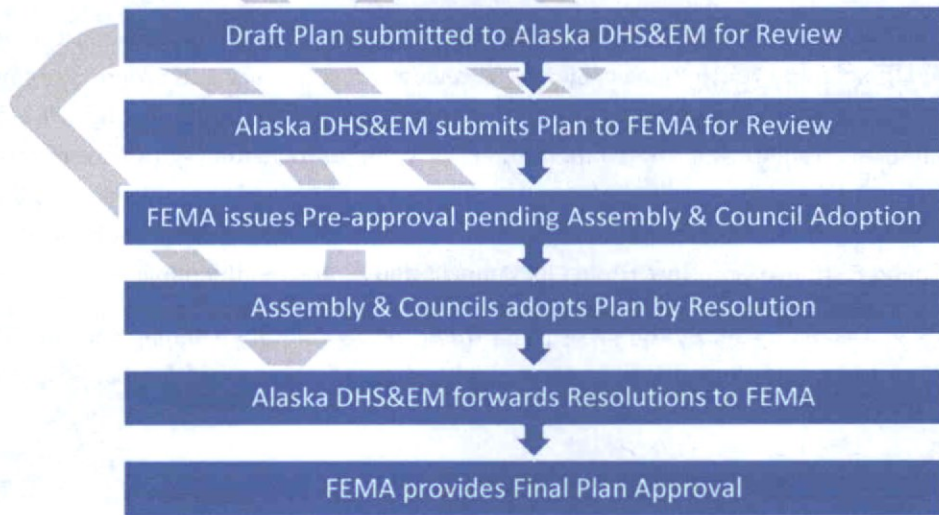 Draft Plan submitted to Alaska DHS&EM for Review
Alaska DHS&EM submits Plan to FEMA for Review
FEMA issues Pre-approval pending Assembly & Council Adoption
Assembly & Councils adopts Plan by Resolution
Alaska DHS&EM forwards Resolutions to FEMA
FEMA provides Final Plan Approval